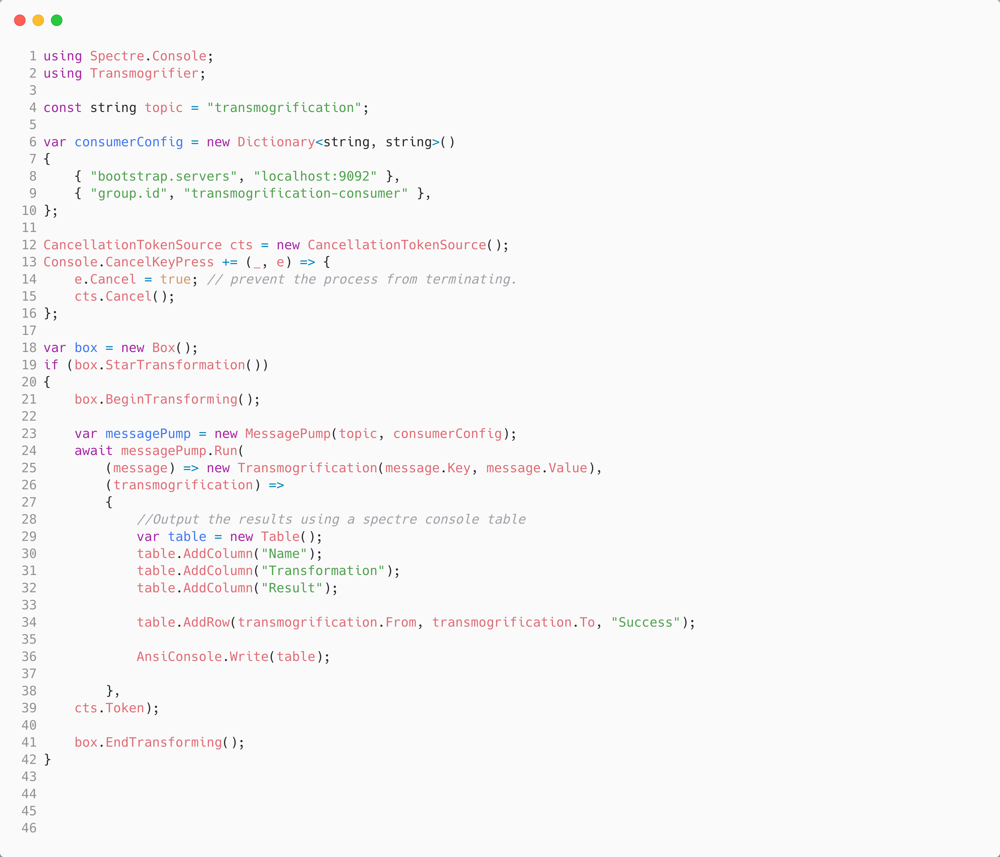 1 using Spectre.Console;
2 using Transmogrifier;
3
4 const string topic = "transmogrification";
5
6 var consumerConfig = new Dictionary<string, string>()
7 {
8     { "bootstrap.servers", "localhost:9092" },
9     { "group.id", "transmogrification-consumer" },
10 };
11
12 CancellationTokenSource cts = new CancellationTokenSource();
13 Console.CancelKeyPress += (_, e) => {
14     e.Cancel = true; // prevent the process from terminating.
15     cts.Cancel();
16 };
17
18 var box = new Box();
19 if (box.StarTransformation())
20 {
21     box.BeginTransforming();
22
23     var messagePump = new MessagePump(topic, consumerConfig);
24     await messagePump.Run(
25         (message) => new Transmogrification(message.Key, message.Value),
26         (transmogrification) =>
27         {
28             //Output the results using a spectre console table
29             var table = new Table();
30             table.AddColumn("Name");
31             table.AddColumn("Transformation");
32             table.AddColumn("Result");
33
34             table.AddRow(transmogrification.From, transmogrification.To, "Success");
35
36             AnsiConsole.Write(table);
37
38         },
39     cts.Token);
40
41     box.EndTransforming();
42 }
43
44
45
46